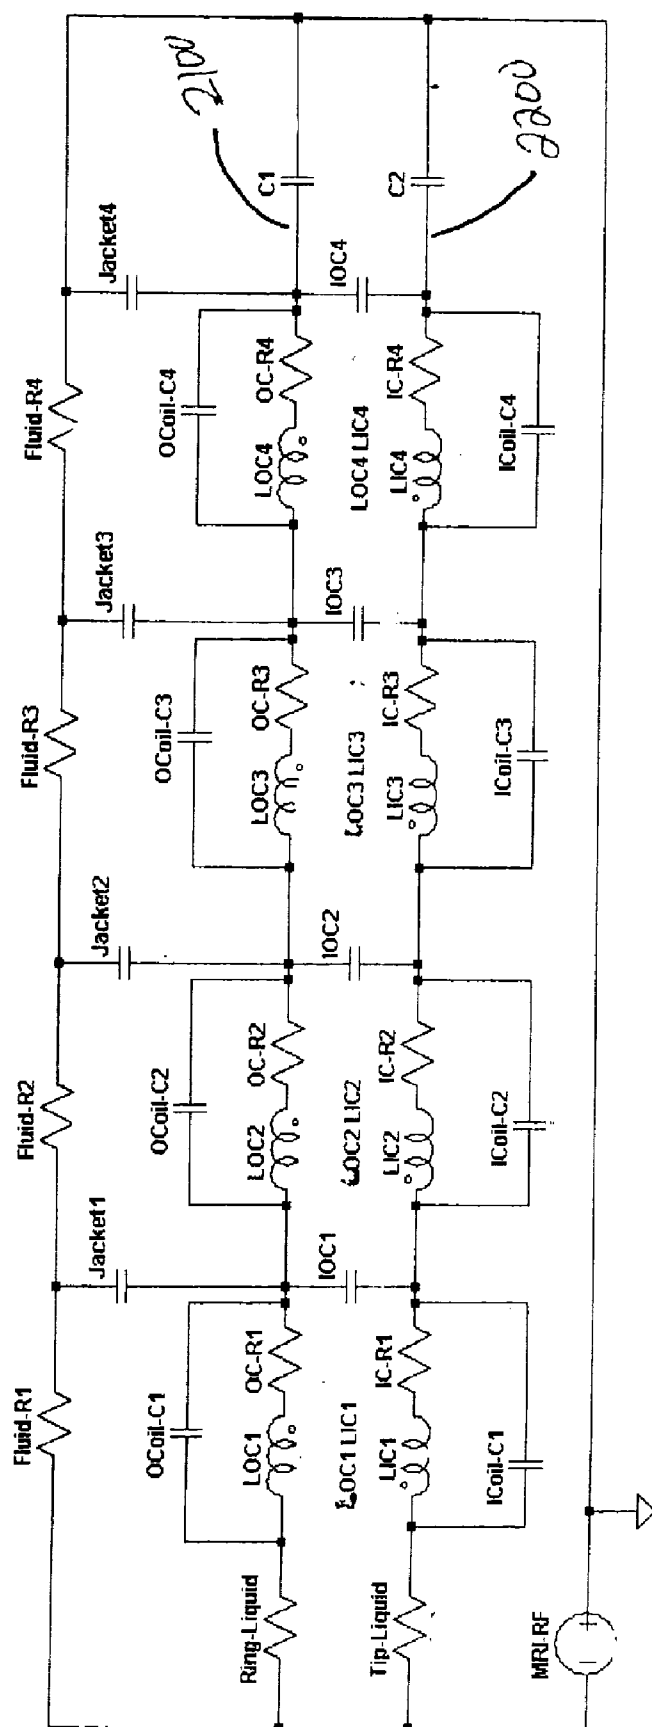 Fluid-R1
Fluid-R2
Fluid-R3
Fluid-R4
Jacket1
Jacket2
Jacket3
Jacket4
OCoil-C1
OCoil-C2
OCoil-C3
OCoil-C4
2100
Ring-Liquid
LOC1
OC-R1
LOC2
OC-R2
LOC3
OC-R3
LOC4
OC-R4
C1
LOC1 LIC1
IOC1
LOC2 LIC2
IOC2
LOC3 LIC3
IOC3
LOC4 LIC4
IOC4
Tip-Liquid
LIC1
IC-R1
LIC2
IC-R2
LIC3
IC-R3
LIC4
IC-R4
C2
2200
ICoil-C1
ICoil-C2
ICoil-C3
ICoil-C4
MRI-RF